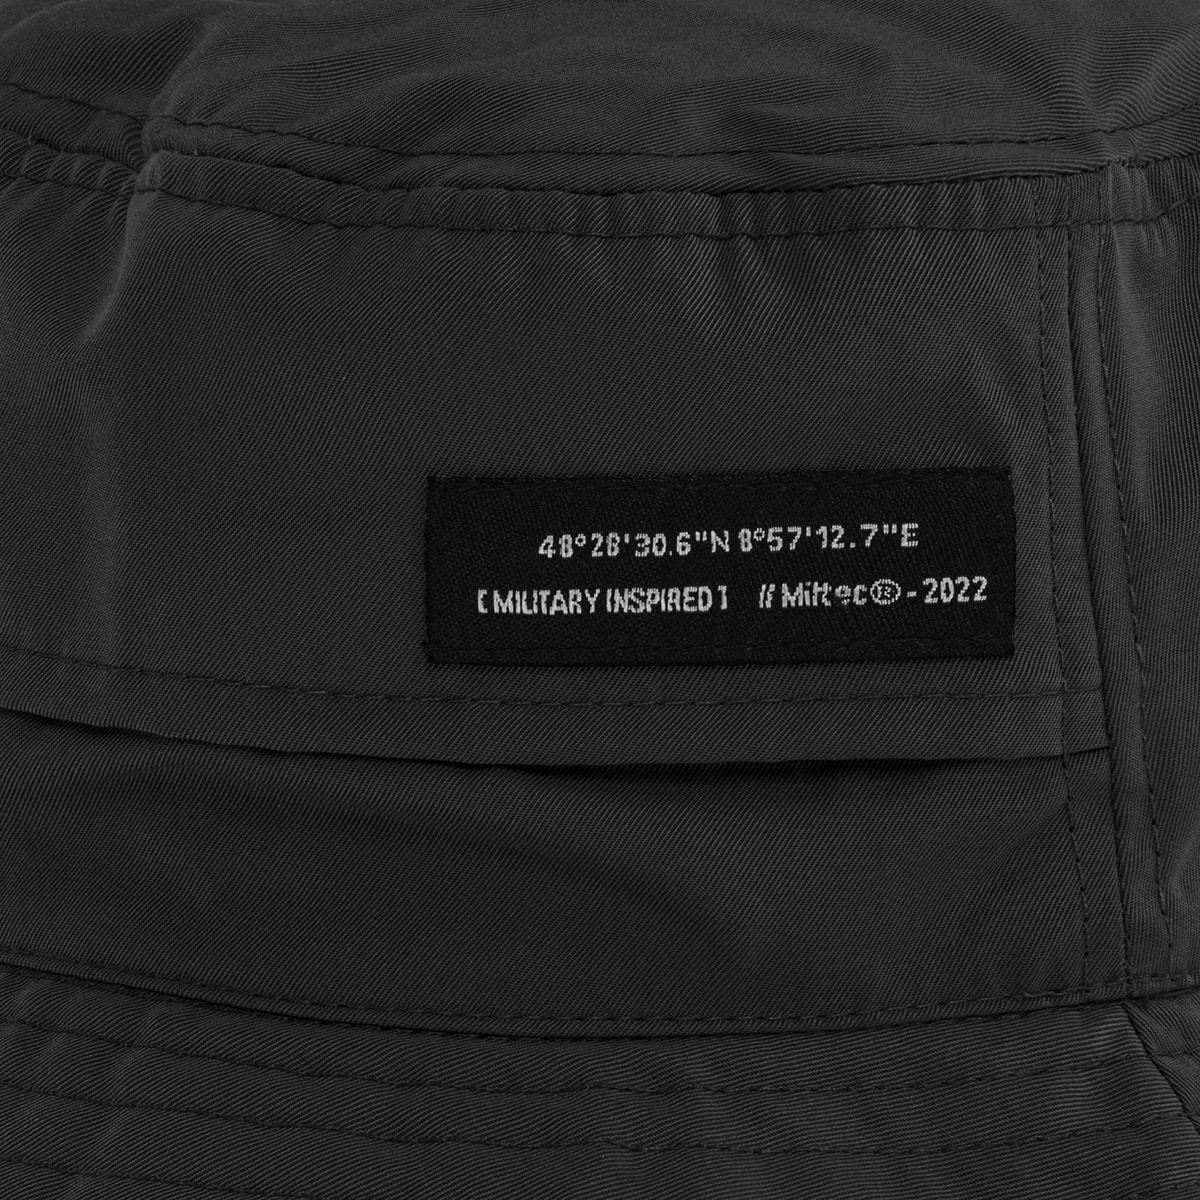 48°28'30.6"N 8°57'12.7"E
[MILITARY INSPIRED] // Miltec® - 2022